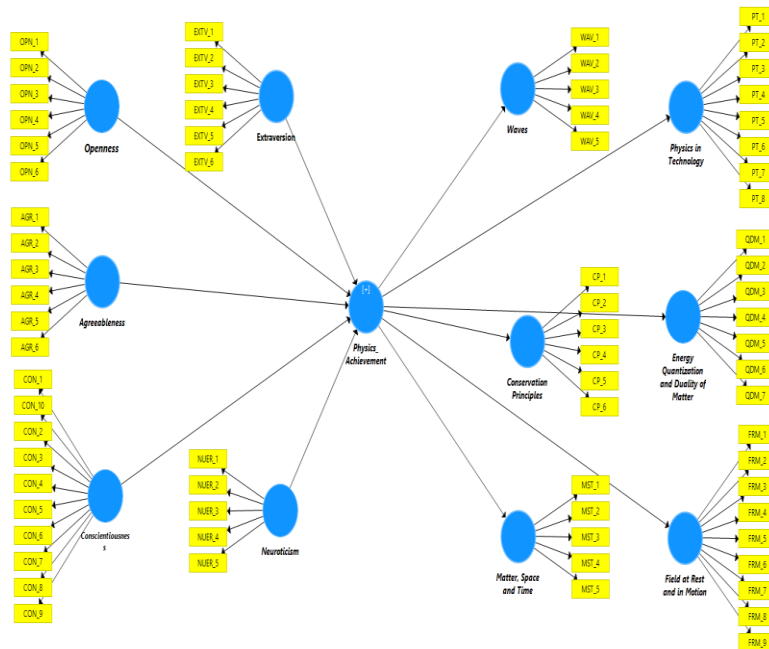 OPN_1
OPN_2
OPN_3
OPN_4
OPN_5
OPN_6
Openness
EXTV_1
EXTV_2
EXTV_3
EXTV_4
EXTV_5
EXTV_6
Extraversion
WAV_1
WAV_2
WAV_3
WAV_4
WAV_5
Waves
PT_1
PT_2
PT_3
PT_4
PT_5
PT_6
PT_7
PT_8
Physics in
Technology
AGR_1
AGR_2
AGR_3
AGR_4
AGR_5
AGR_6
Agreeableness
[+]
Physics_
Achievement
CP_1
CP_2
CP_3
CP_4
CP_5
CP_6
Conservation
Principles
QDM_1
QDM_2
QDM_3
QDM_4
QDM_5
QDM_6
QDM_7
Energy
Quantization
and Duality of
Matter
CON_1
CON_10
CON_2
CON_3
CON_4
CON_5
CON_6
CON_7
CON_8
CON_9
Conscientiousnes
s
NUER_1
NUER_2
NUER_3
NUER_4
NUER_5
Neuroticism
MST_1
MST_2
MST_3
MST_4
MST_5
Matter, Space
and Time
FRM_1
FRM_2
FRM_3
FRM_4
FRM_5
FRM_6
FRM_7
FRM_8
FRM_9
Field at Rest
and in Motion